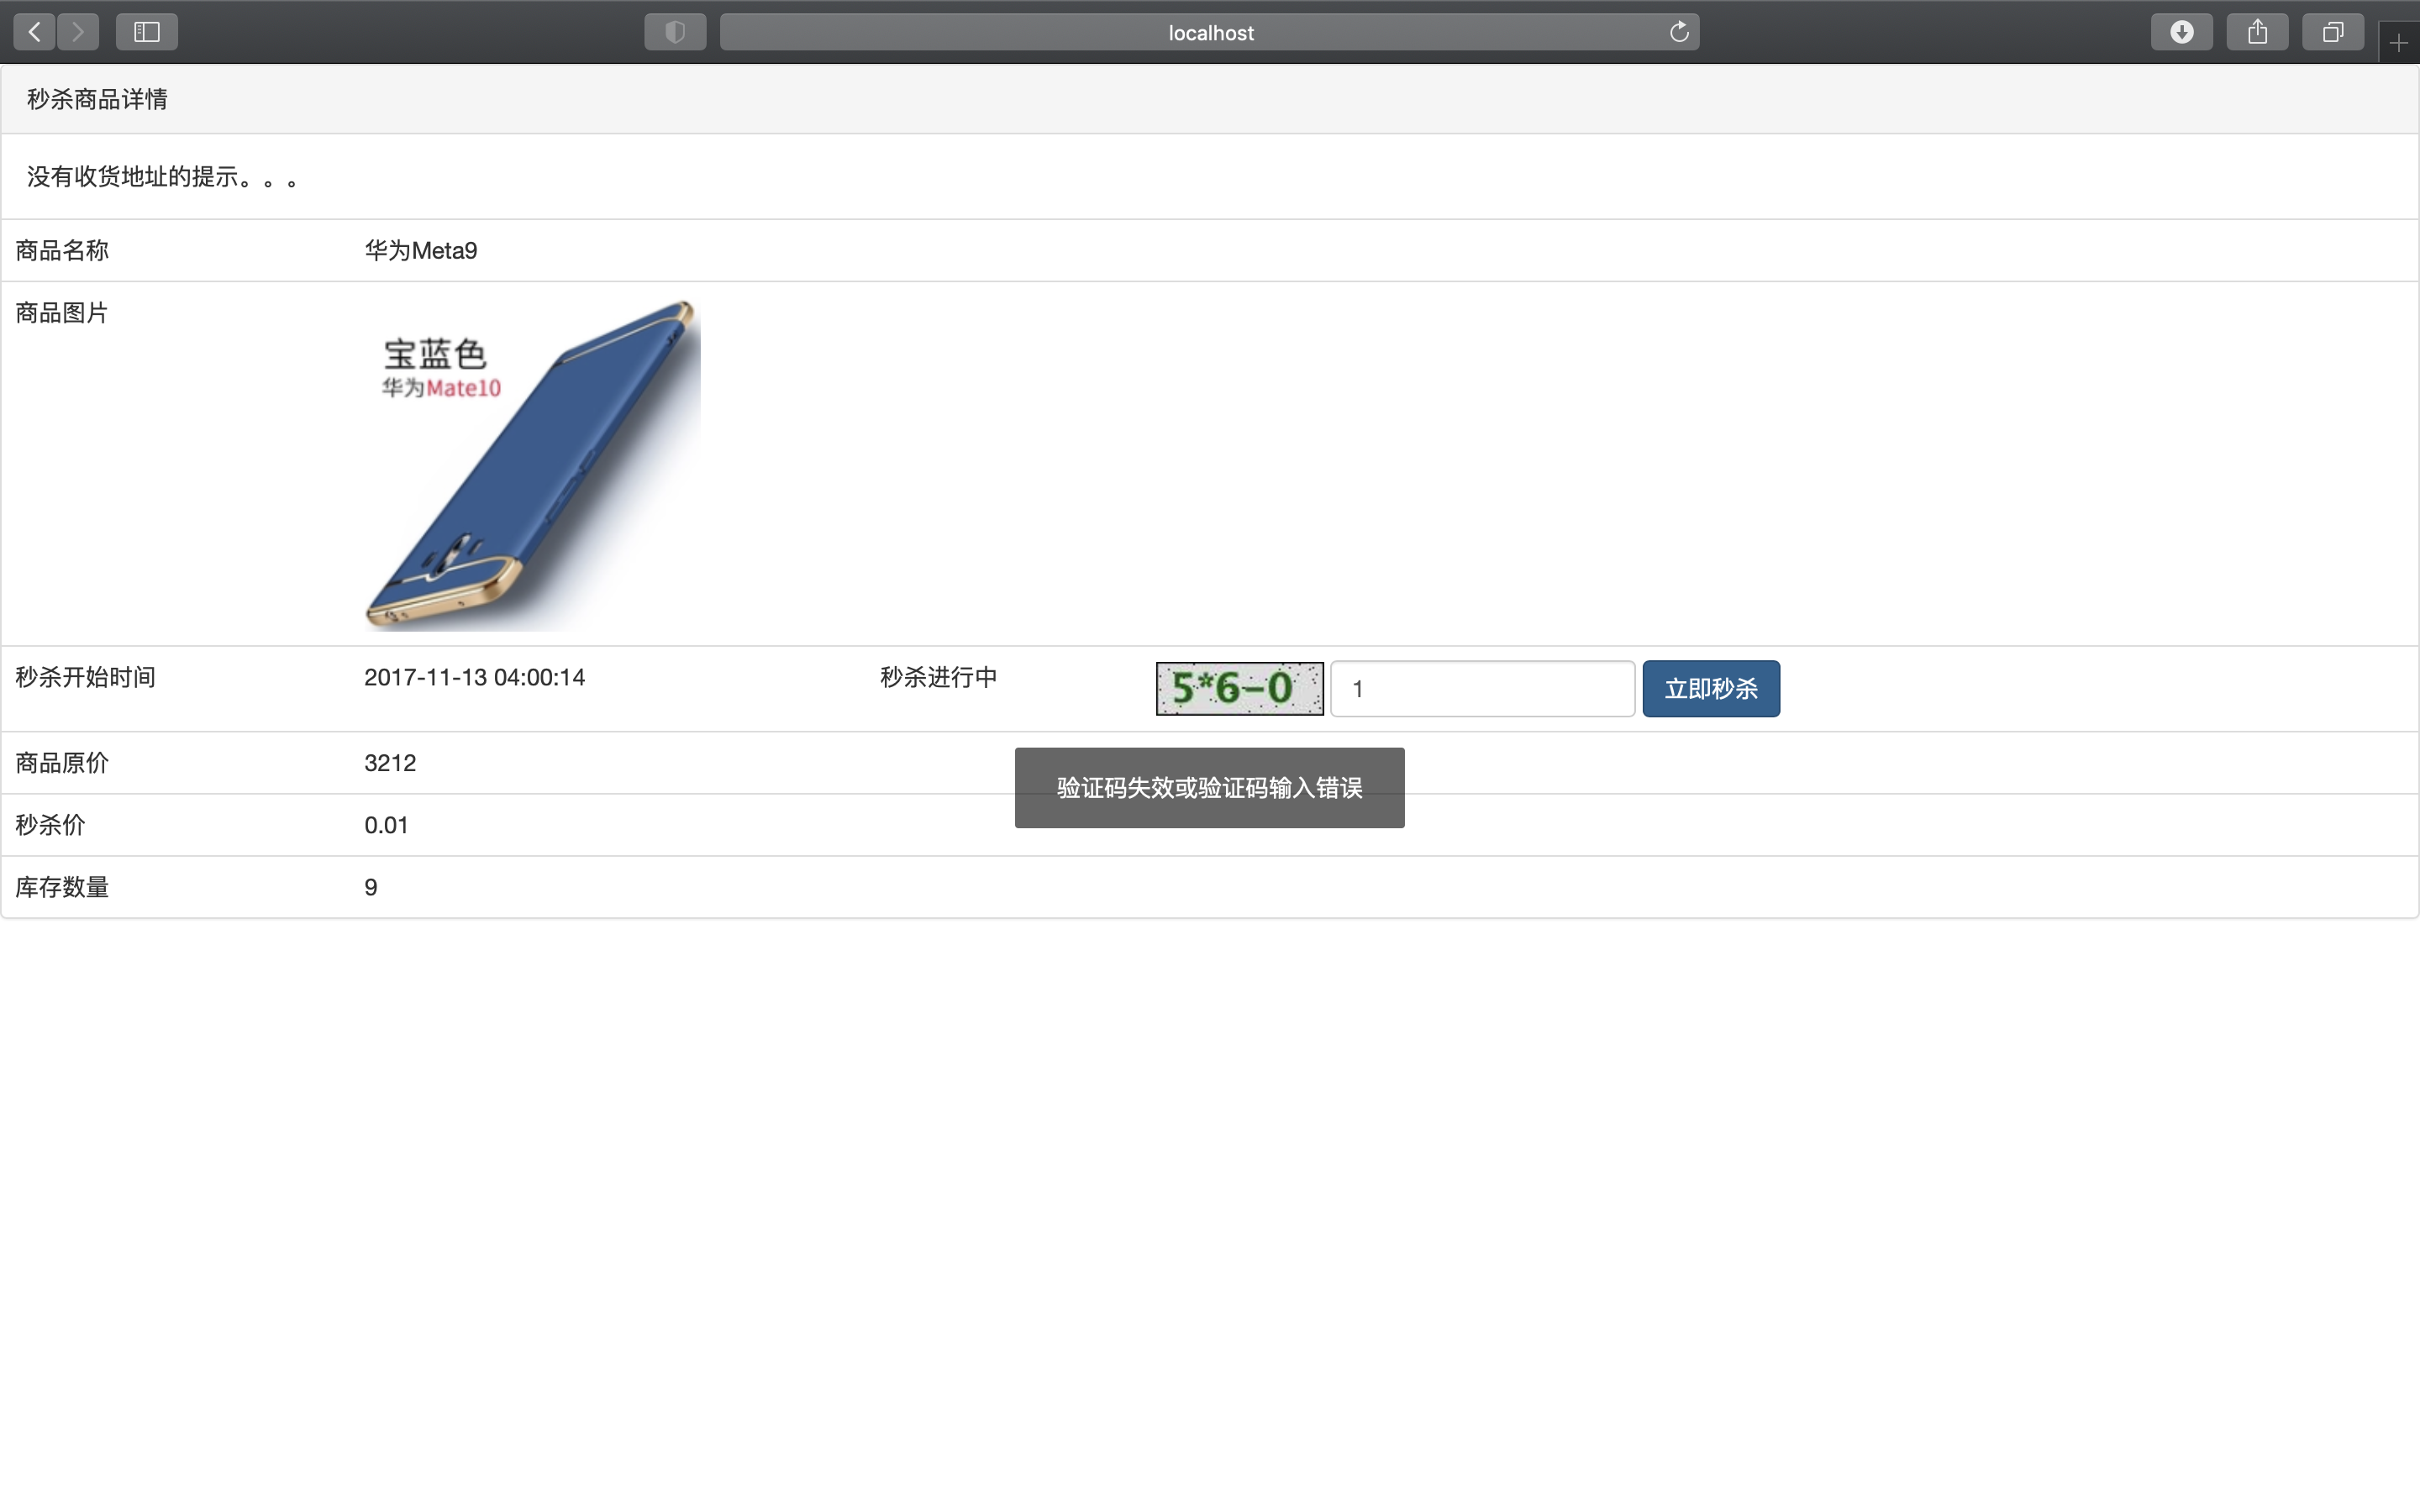 localhost
秒杀商品详情
没有收货地址的提示。。。
商品名称 华为Meta9
商品图片
宝蓝色
华为Mate10
秒杀开始时间 2017-11-13 04:00:14 秒杀进行中 5*6-0 1 立即秒杀
商品原价 3212
验证码失效或验证码输入错误
秒杀价 0.01
库存数量 9